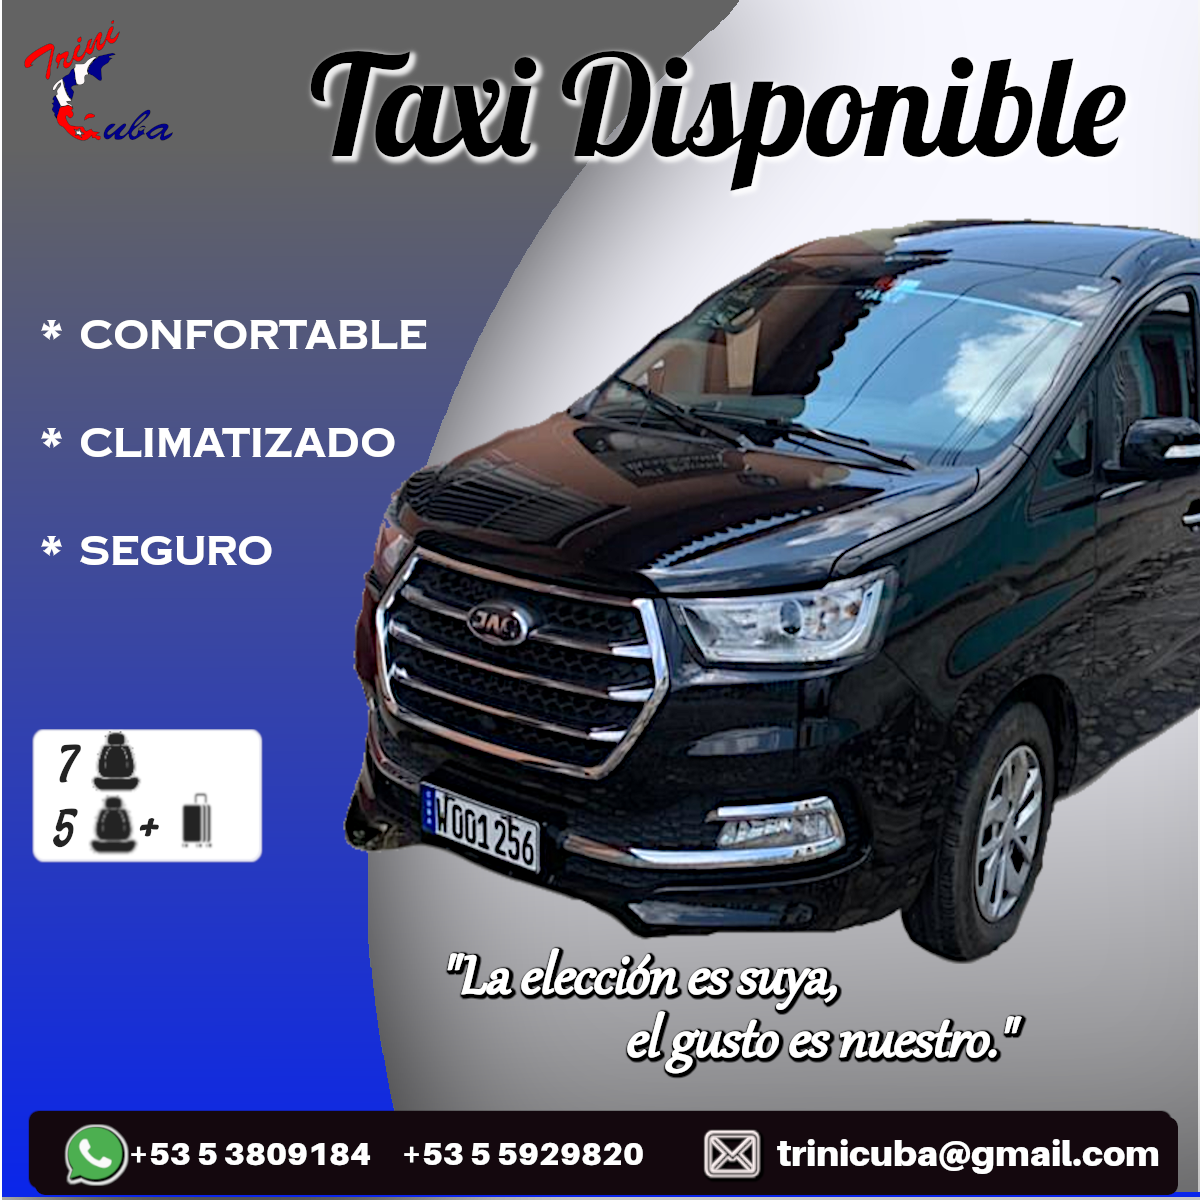 Trini
Cuba
Taxi Disponible
* CONFORTABLE
* CLIMATIZADO
* SEGURO
7
5 +
JAC
CUBA
W001256
"La elección es suya,
el gusto es nuestro."
+53 5 3809184 +53 5 5929820 trinicuba@gmail.com